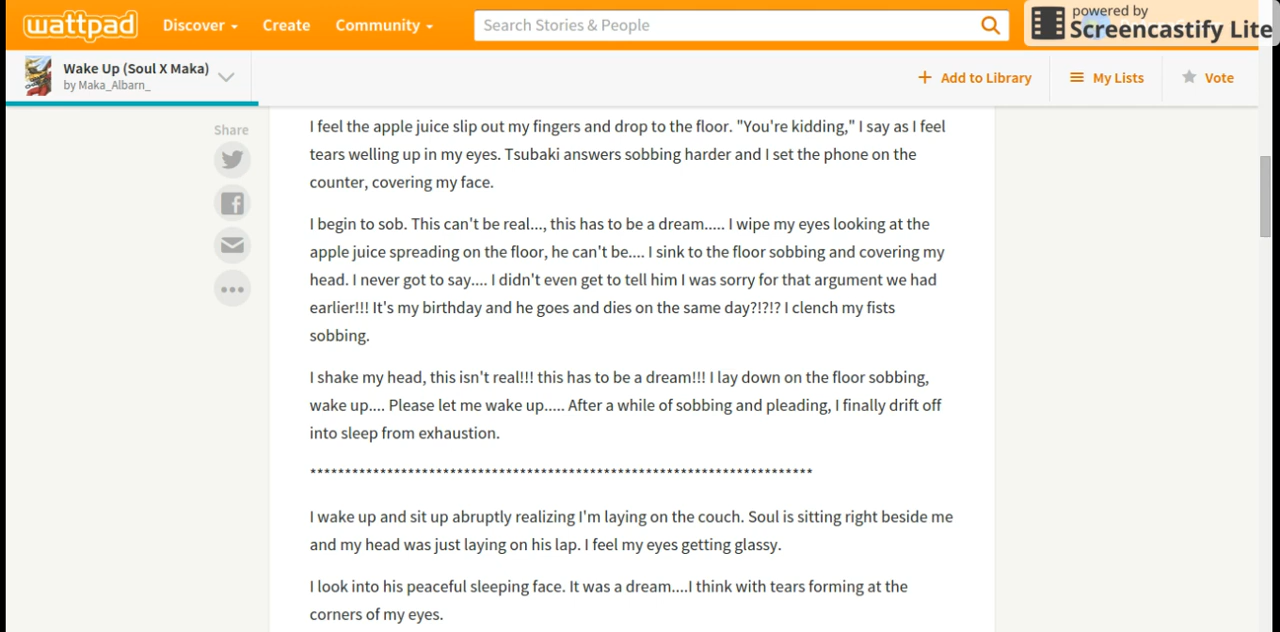 wattpad Discover Create Community Search Stories & People powered by
Screencastify Lite
Wake Up (Soul X Maka)
by Maka_Albarn_
+ Add to Library My Lists Vote
Share
I feel the apple juice slip out my fingers and drop to the floor. "You're kidding," I say as I feel
tears welling up in my eyes. Tsubaki answers sobbing harder and I set the phone on the
counter, covering my face.
I begin to sob. This can't be real..., this has to be a dream..... I wipe my eyes looking at the
apple juice spreading on the floor, he can't be.... I sink to the floor sobbing and covering my
head. I never got to say.... I didn't even get to tell him I was sorry for that argument we had
earlier!!! It's my birthday and he goes and dies on the same day?!?!? I clench my fists
sobbing.
I shake my head, this isn't real!!! this has to be a dream!!! I lay down on the floor sobbing,
wake up.... Please let me wake up..... After a while of sobbing and pleading, I finally drift off
into sleep from exhaustion.
************************************************************************
I wake up and sit up abruptly realizing I'm laying on the couch. Soul is sitting right beside me
and my head was just laying on his lap. I feel my eyes getting glassy.
I look into his peaceful sleeping face. It was a dream....I think with tears forming at the
corners of my eyes.